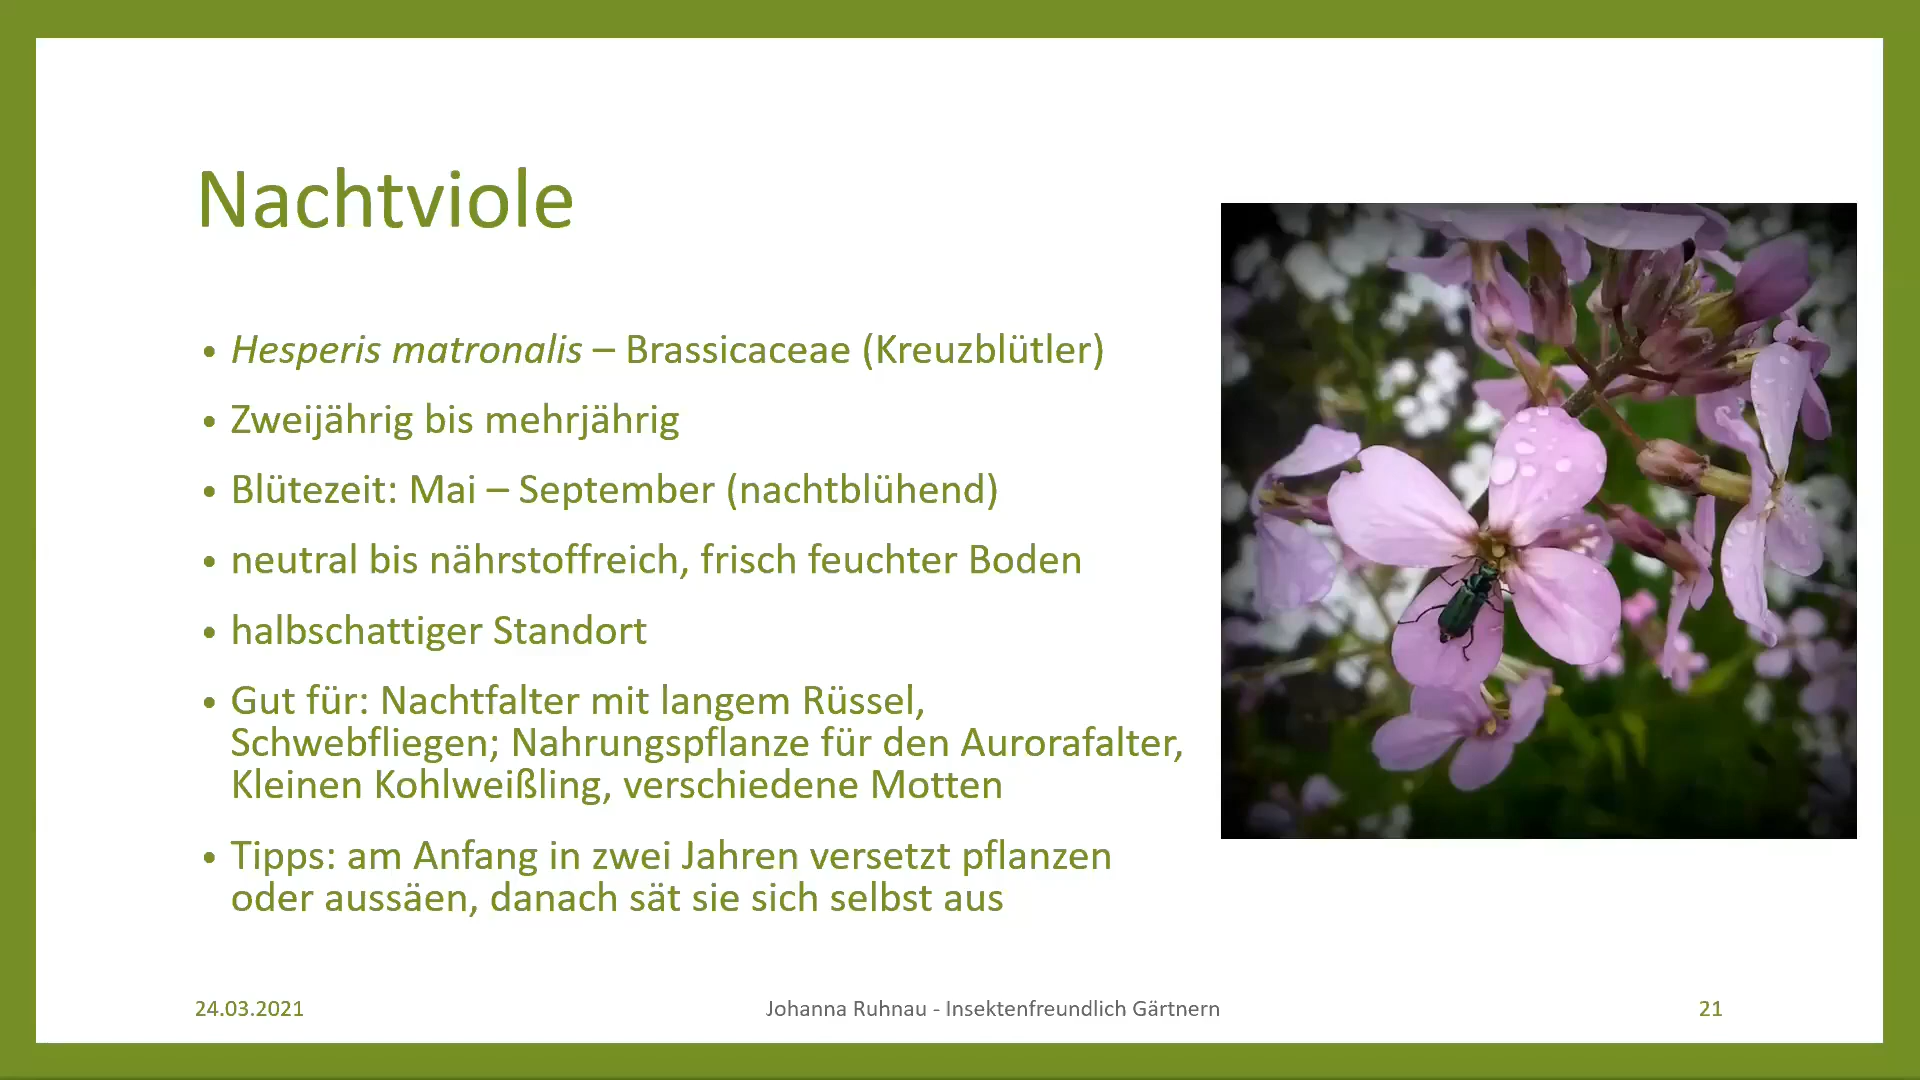 Nachtviole
• Hesperis matronalis – Brassicaceae (Kreuzblütler)
• Zweijährig bis mehrjährig
• Blütezeit: Mai – September (nachtblühend)
• neutral bis nährstoffreich, frisch feuchter Boden
• halbschattiger Standort
• Gut für: Nachtfalter mit langem Rüssel,
Schwebfliegen; Nahrungspflanze für den Aurorafalter,
Kleinen Kohlweißling, verschiedene Motten
• Tipps: am Anfang in zwei Jahren versetzt pflanzen
oder aussäen, danach sät sie sich selbst aus
24.03.2021
Johanna Ruhnau - Insektenfreundlich Gärtnern
21